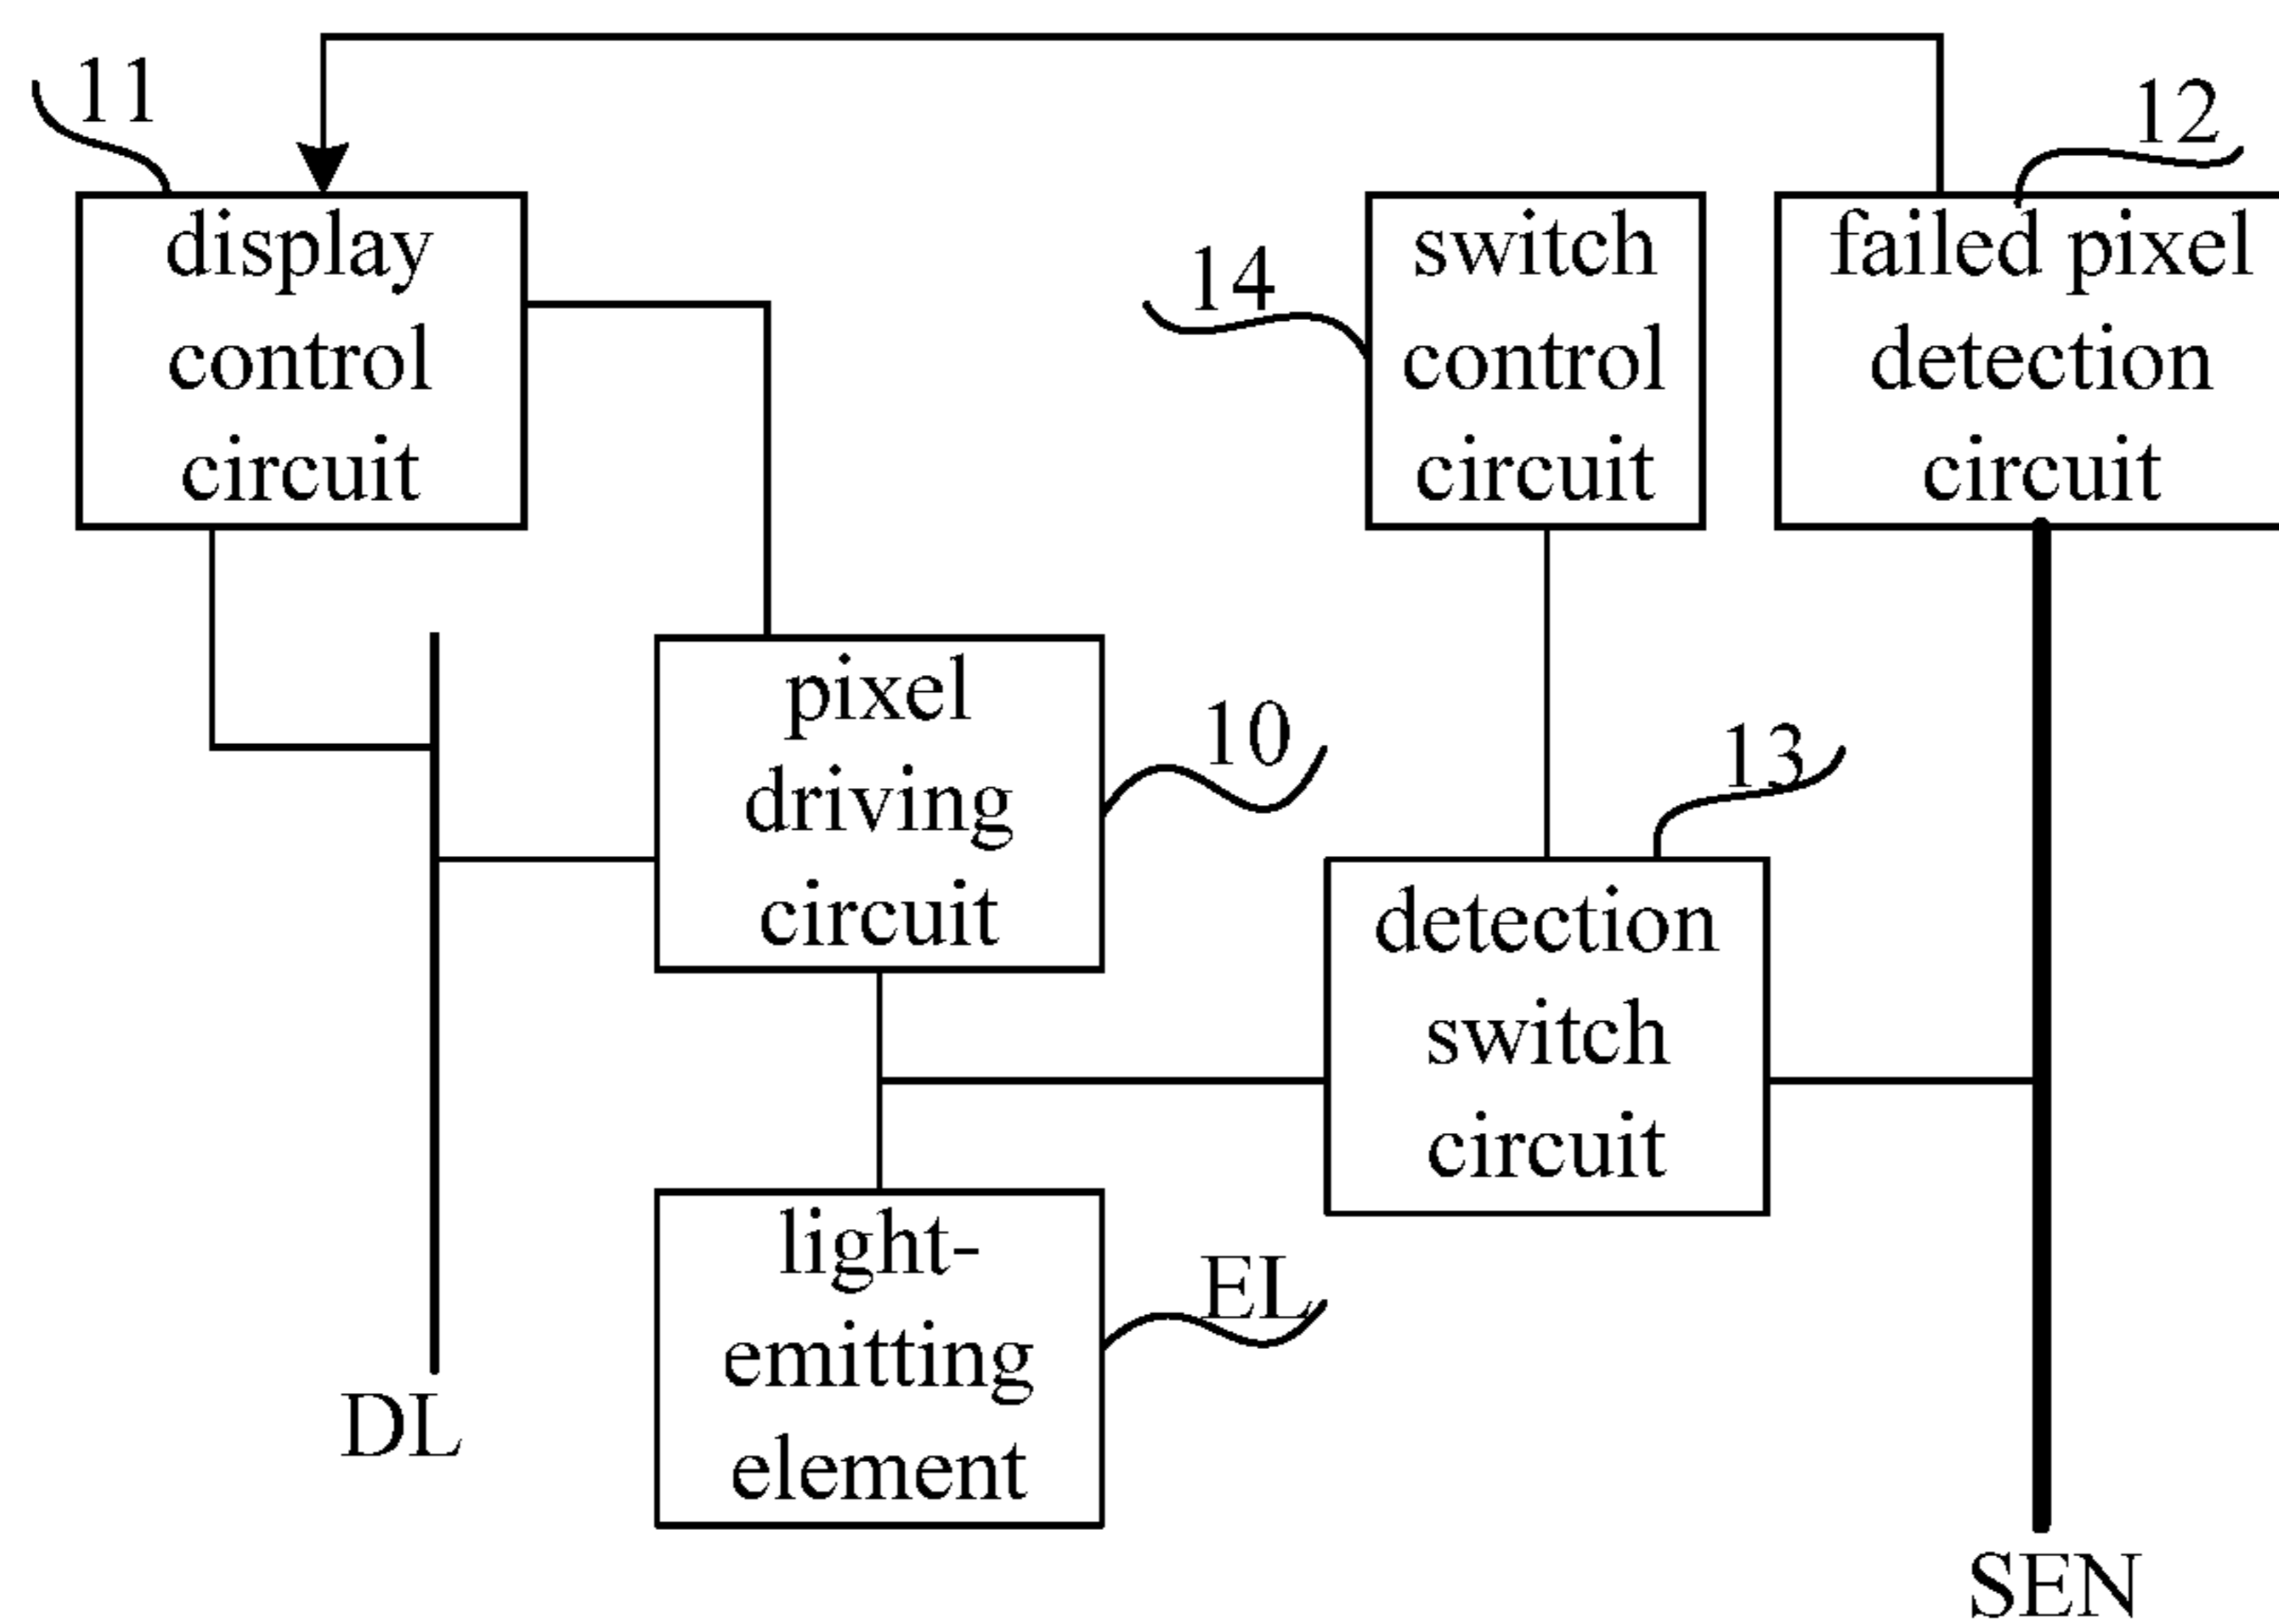 11
12
display
control
circuit
14
switch
control
circuit
failed pixel
detection
circuit
pixel
driving
circuit
10
13
detection
switch
circuit
light-
emitting
element
EL
DL
SEN